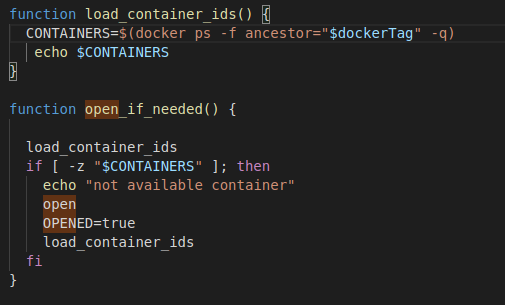 function load_container_ids() {
  CONTAINERS=$(docker ps -f ancestor="$dockerTag" -q)
   echo $CONTAINERS
}

function open_if_needed() {

  load_container_ids
  if [ -z "$CONTAINERS" ]; then
    echo "not available container"
    open
    OPENED=true
    load_container_ids
  fi
}